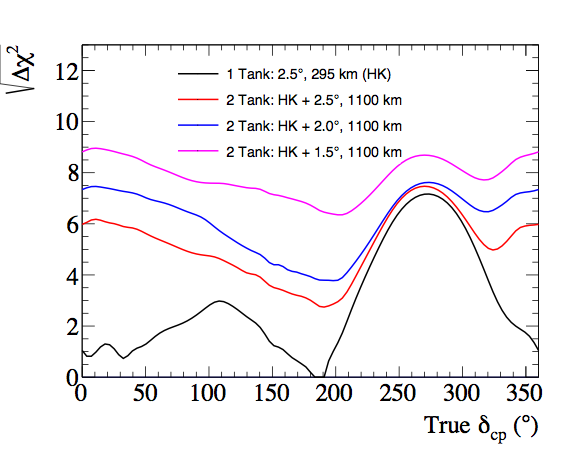 √Δχ²
12
10
8
6
4
2
0
1 Tank: 2.5°, 295 km (HK)
2 Tank: HK + 2.5°, 1100 km
2 Tank: HK + 2.0°, 1100 km
2 Tank: HK + 1.5°, 1100 km
0 50 100 150 200 250 300 350
True δcp (°)